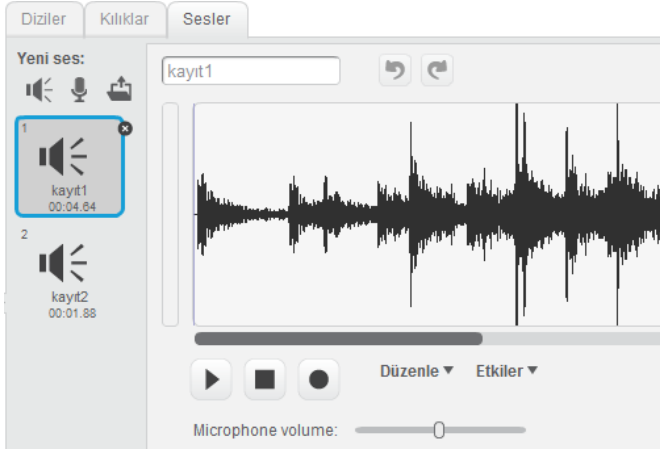 Diziler Kılıklar Sesler
Yeni ses:
1
kayıt1
00:04.64
2
kayıt2
00:01.88
kayıt1
Düzenle Etkiler
Microphone volume: